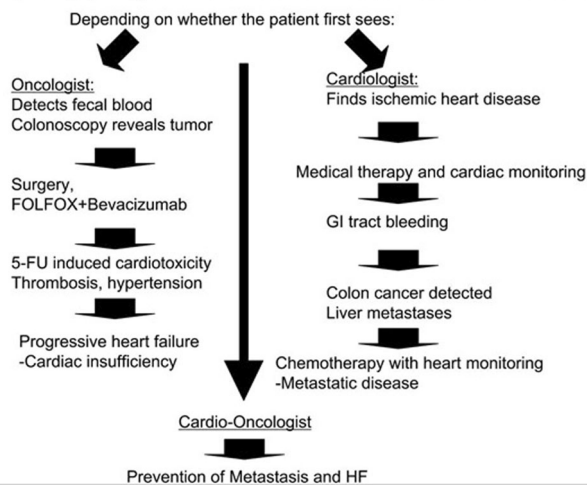 Depending on whether the patient first sees:
Oncologist:
Detects fecal blood
Colonoscopy reveals tumor
Surgery,
FOLFOX+Bevacizumab
5-FU induced cardiotoxicity
Thrombosis, hypertension
Progressive heart failure
-Cardiac insufficiency
Cardiologist:
Finds ischemic heart disease
Medical therapy and cardiac monitoring
GI tract bleeding
Colon cancer detected
Liver metastases
Chemotherapy with heart monitoring
-Metastatic disease
Cardio-Oncologist
Prevention of Metastasis and HF